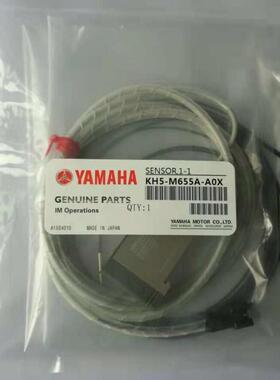 YAMAHA
SENSOR 1-1
KH5-M655A-A0X
GENUINE PARTS
IM Operations
QTY:1
MADE IN JAPAN
YAMAHA MOTOR CO.,LTD.